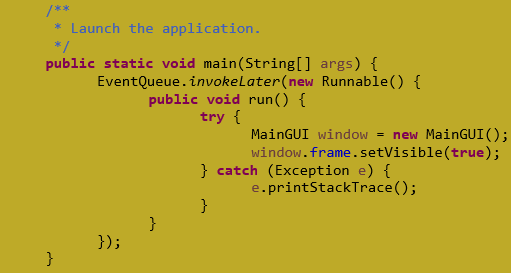 /**
 * Launch the application.
 */
public static void main(String[] args) {
	EventQueue.invokeLater(new Runnable() {
		public void run() {
			try {
				MainGUI window = new MainGUI();
				window.frame.setVisible(true);
			} catch (Exception e) {
				e.printStackTrace();
			}
		}
	});
}